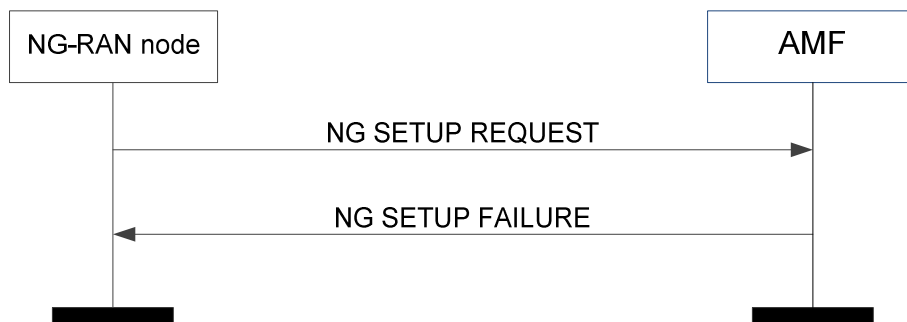 NG-RAN node
AMF
NG SETUP REQUEST
NG SETUP FAILURE